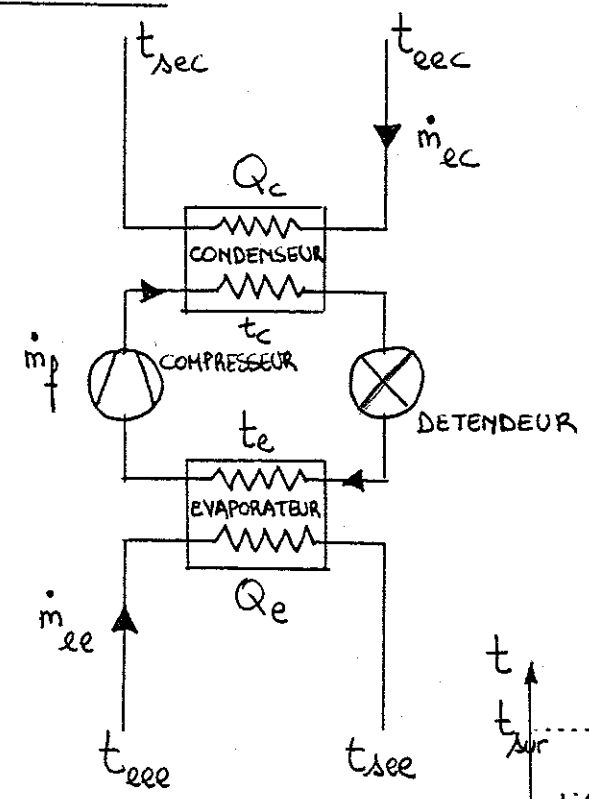 t_sec
t_eec
ṁ_ec
Q_c
CONDENSEUR
t_c
ṁ_f
COMPRESSEUR
DETENDEUR
t_e
EVAPORATEUR
Q_e
ṁ_ee
t_eee
t_see
t
t_sur